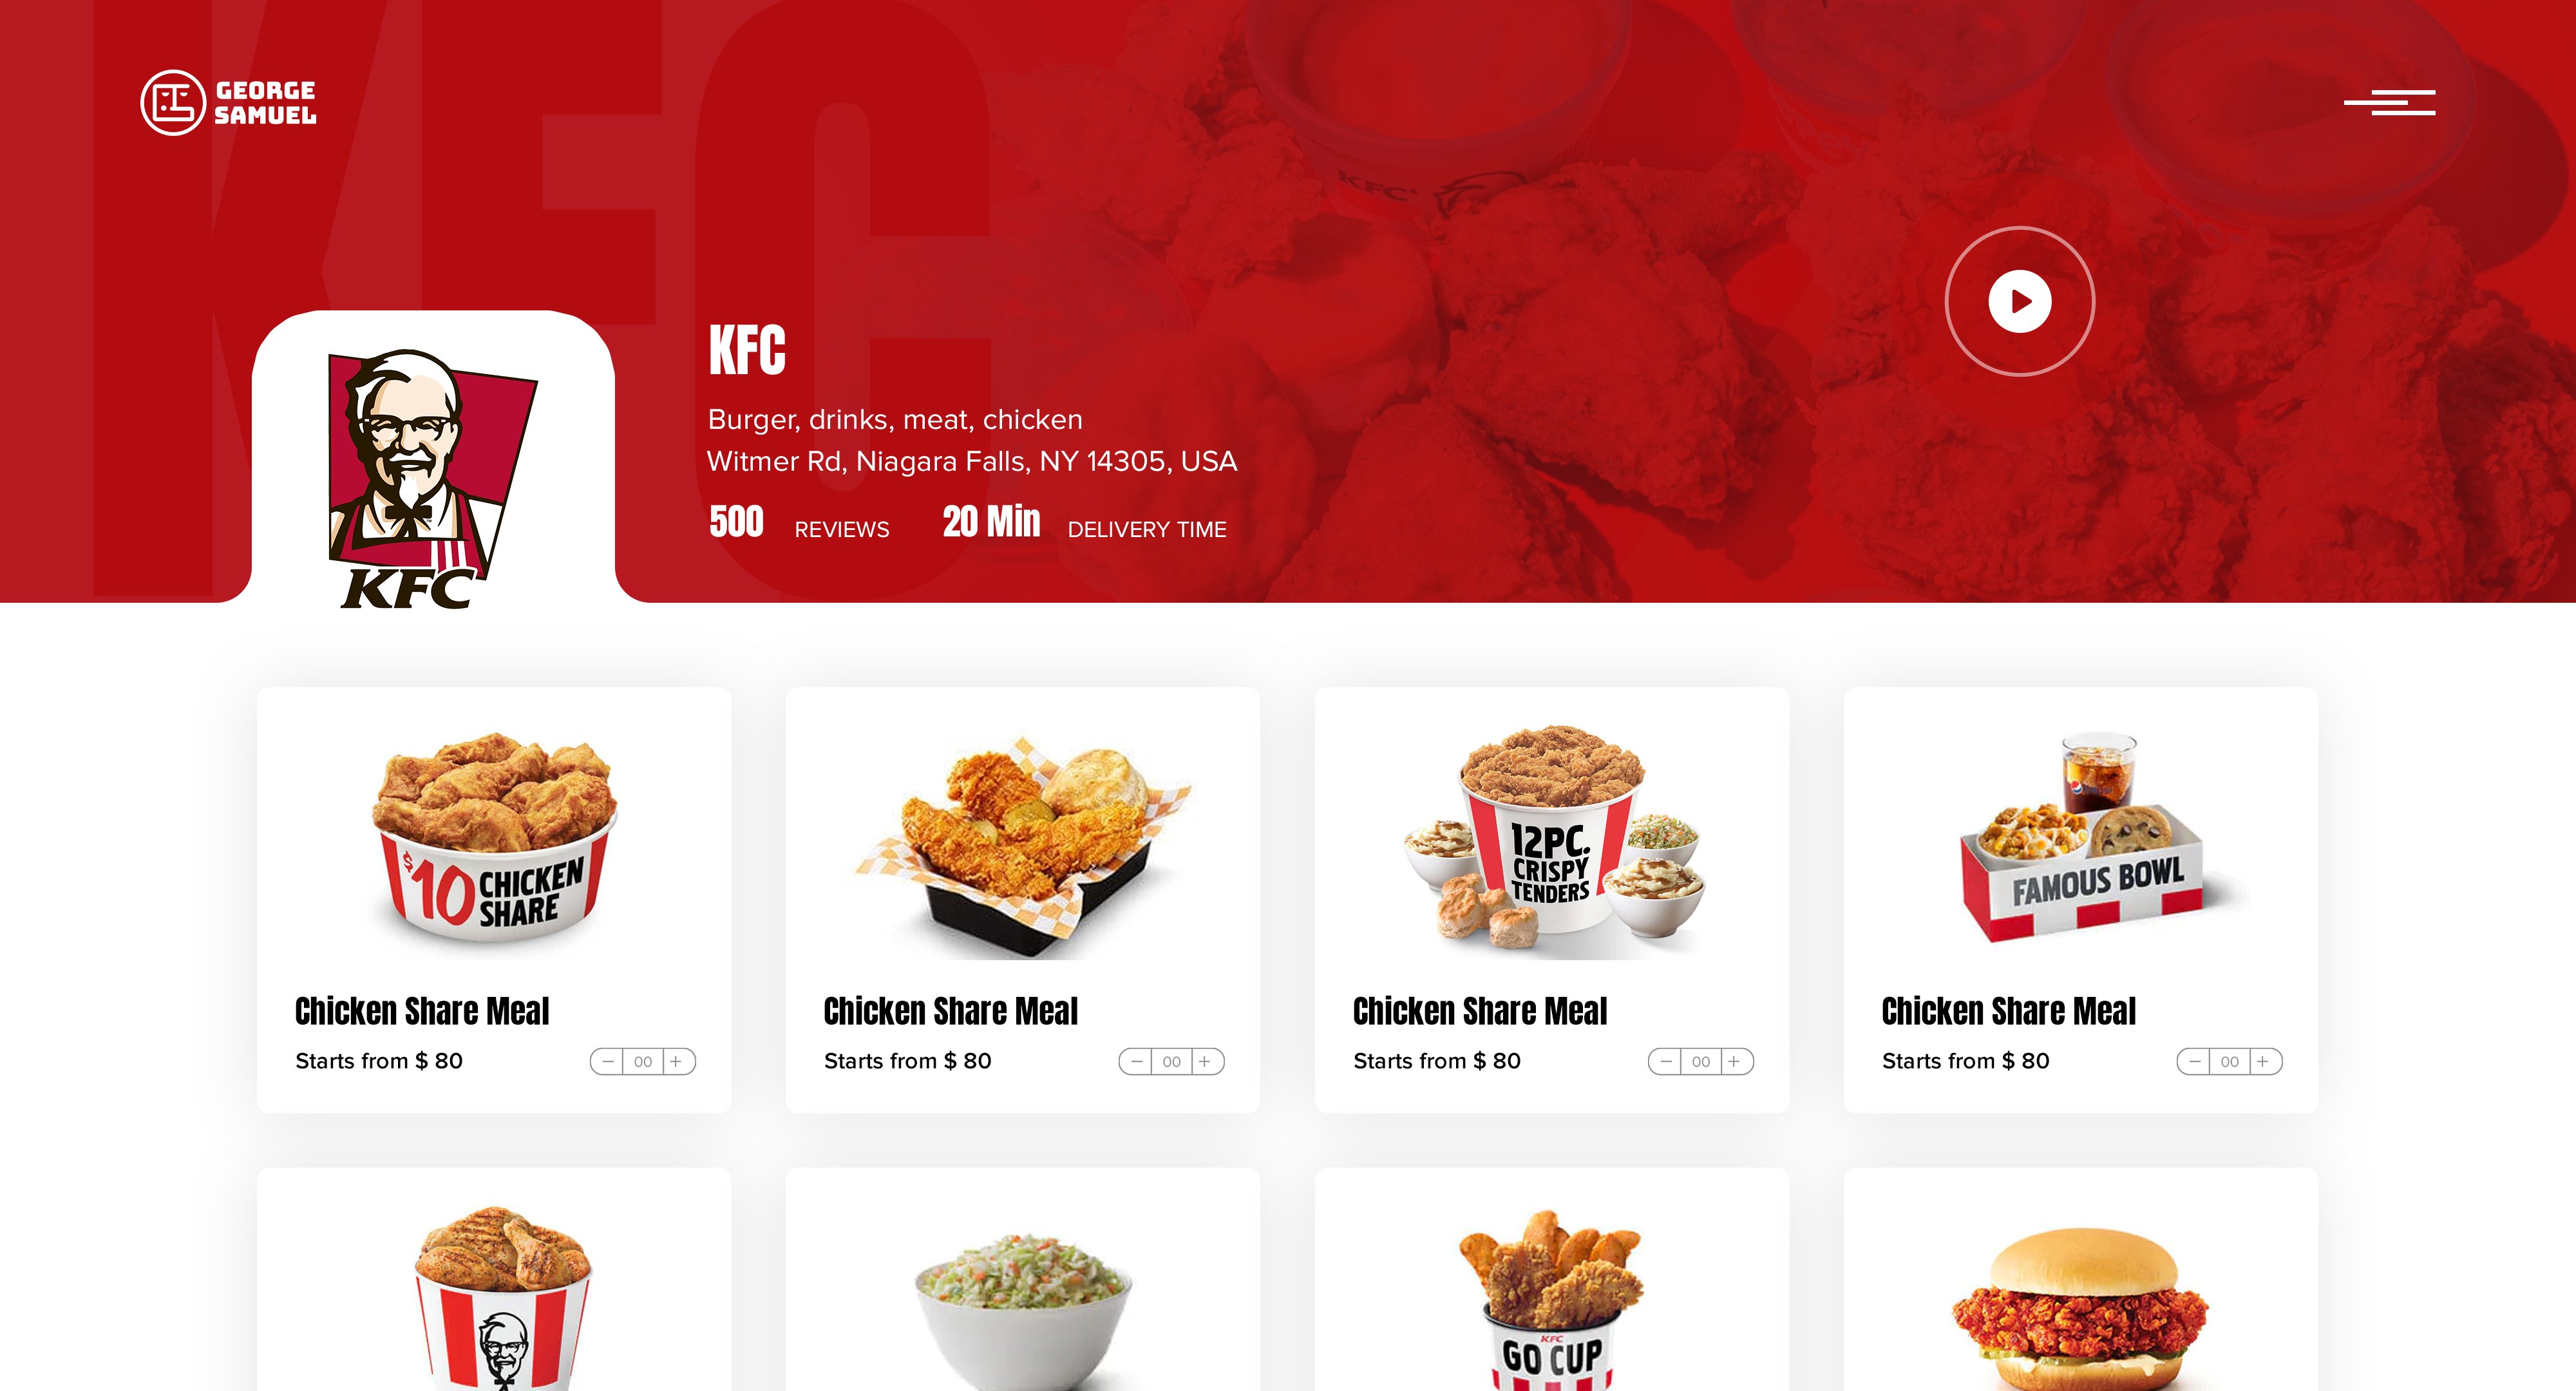 KFC
GEORGE
SAMUEL
KFC
KFC
Burger, drinks, meat, chicken
Witmer Rd, Niagara Falls, NY 14305, USA
500 REVIEWS 20 Min DELIVERY TIME
KFC
$10 CHICKEN
SHARE
12PC.
CRISPY
TENDERS
FAMOUS BOWL
Chicken Share Meal
Starts from $ 80
− 00 +
Chicken Share Meal
Starts from $ 80
− 00 +
Chicken Share Meal
Starts from $ 80
− 00 +
Chicken Share Meal
Starts from $ 80
− 00 +
KFC
GO CUP